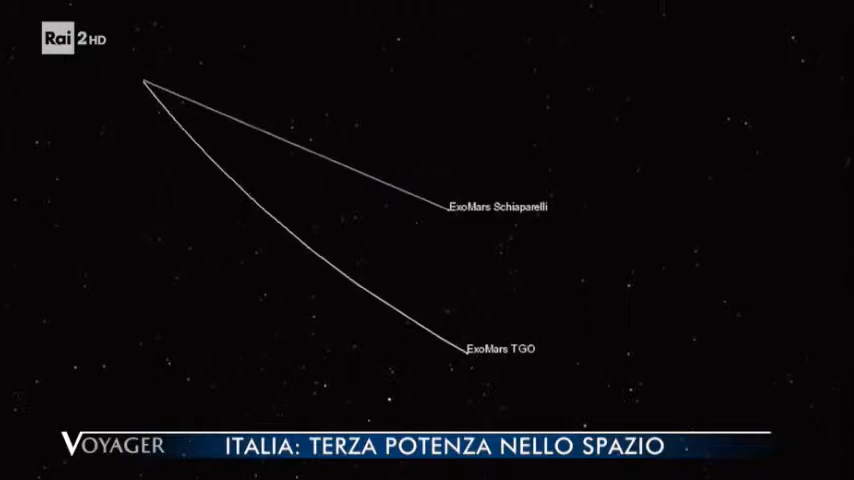 Rai 2HD
ExoMars Schiaparelli
ExoMars TGO
VOYAGER
ITALIA: TERZA POTENZA NELLO SPAZIO